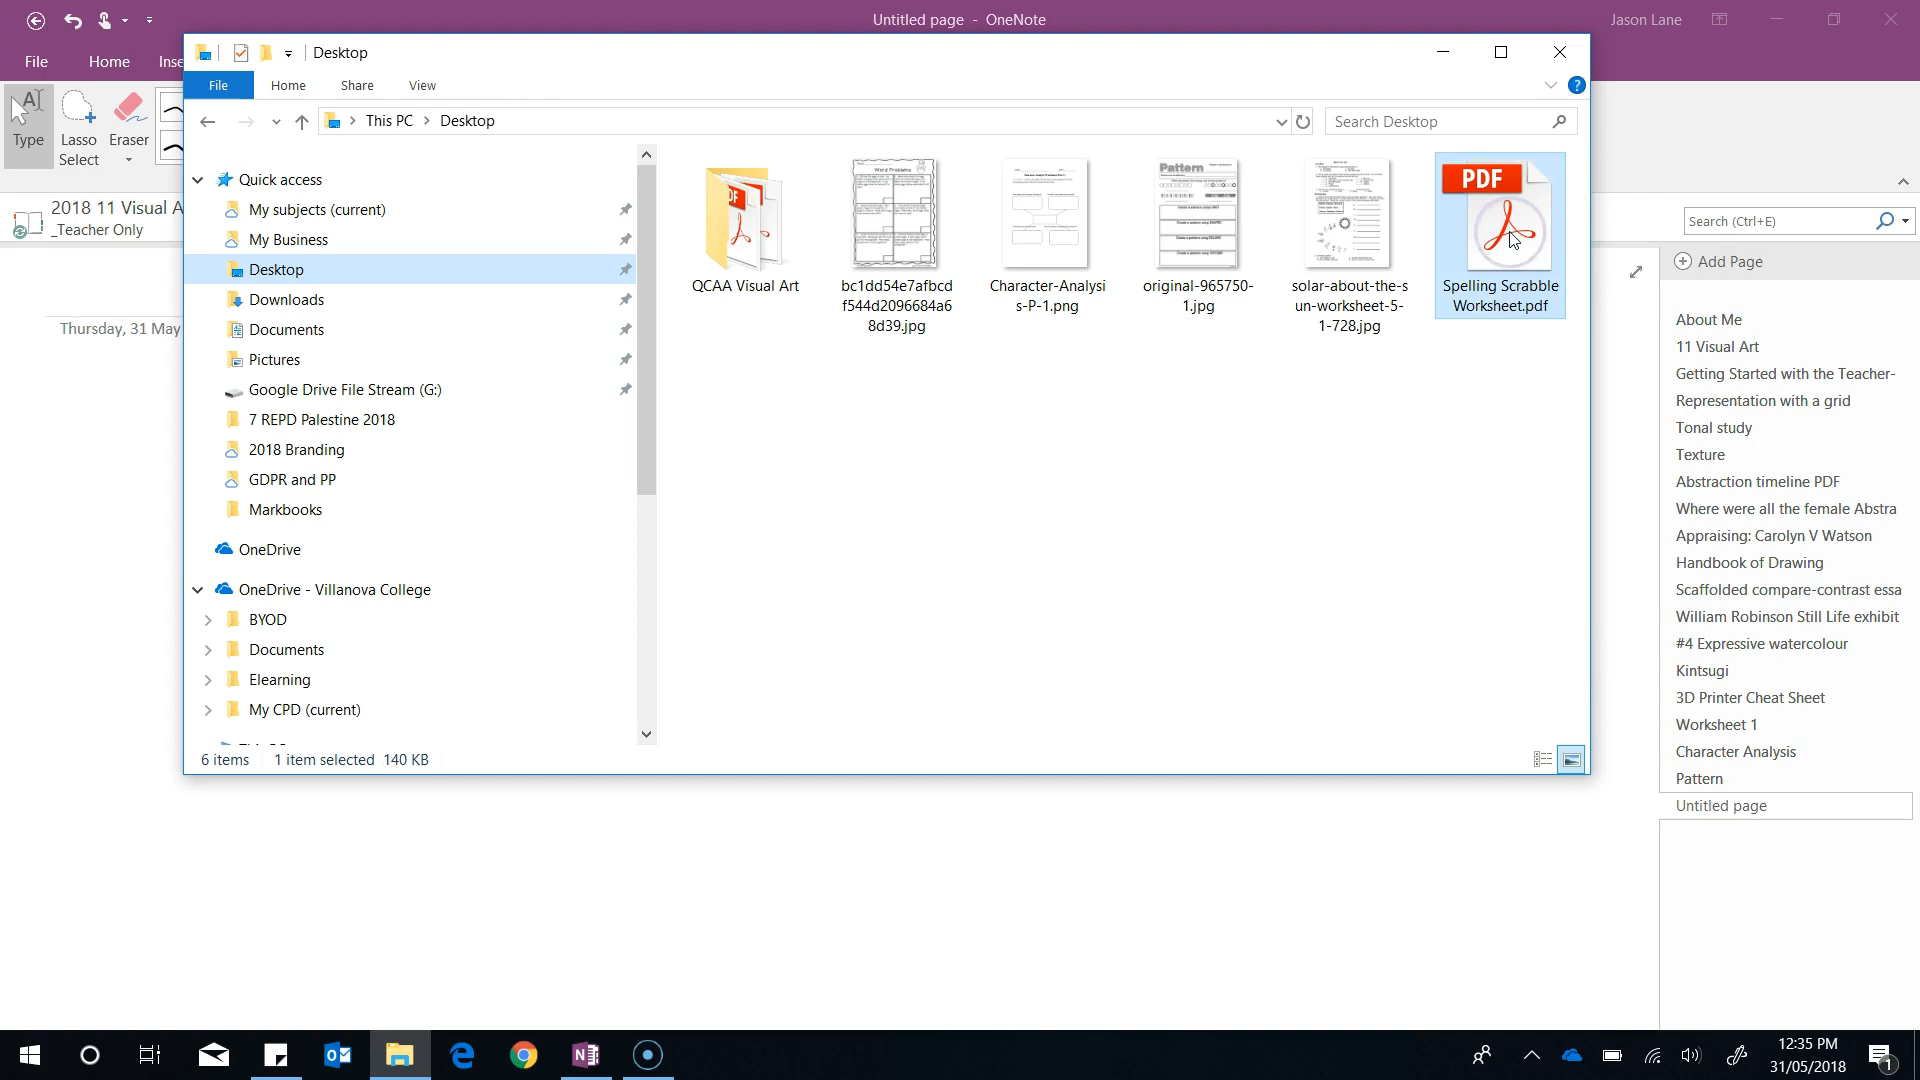 Untitled page - OneNote
Jason Lane
File
Home
Inse
Type
Lasso
Select
Eraser
2018 11 Visual A
_Teacher Only
Thursday, 31 May
Desktop
File
Home
Share
View
This PC
Desktop
Search Desktop
Quick access
My subjects (current)
My Business
Desktop
Downloads
Documents
Pictures
Google Drive File Stream (G:)
7 REPD Palestine 2018
2018 Branding
GDPR and PP
Markbooks
OneDrive
OneDrive - Villanova College
BYOD
Documents
Elearning
My CPD (current)
6 items 1 item selected 140 KB
QCAA Visual Art
Word Problems
bc1dd54e7afbcd
f544d2096684a6
8d39.jpg
Character-Analysi
s-P-1.png
Pattern
original-965750-
1.jpg
solar-about-the-s
un-worksheet-5-
1-728.jpg
PDF
Spelling Scrabble
Worksheet.pdf
Search (Ctrl+E)
Add Page
About Me
11 Visual Art
Getting Started with the Teacher-
Representation with a grid
Tonal study
Texture
Abstraction timeline PDF
Where were all the female Abstra
Appraising: Carolyn V Watson
Handbook of Drawing
Scaffolded compare-contrast essa
William Robinson Still Life exhibit
#4 Expressive watercolour
Kintsugi
3D Printer Cheat Sheet
Worksheet 1
Character Analysis
Pattern
Untitled page
12:35 PM
31/05/2018
1